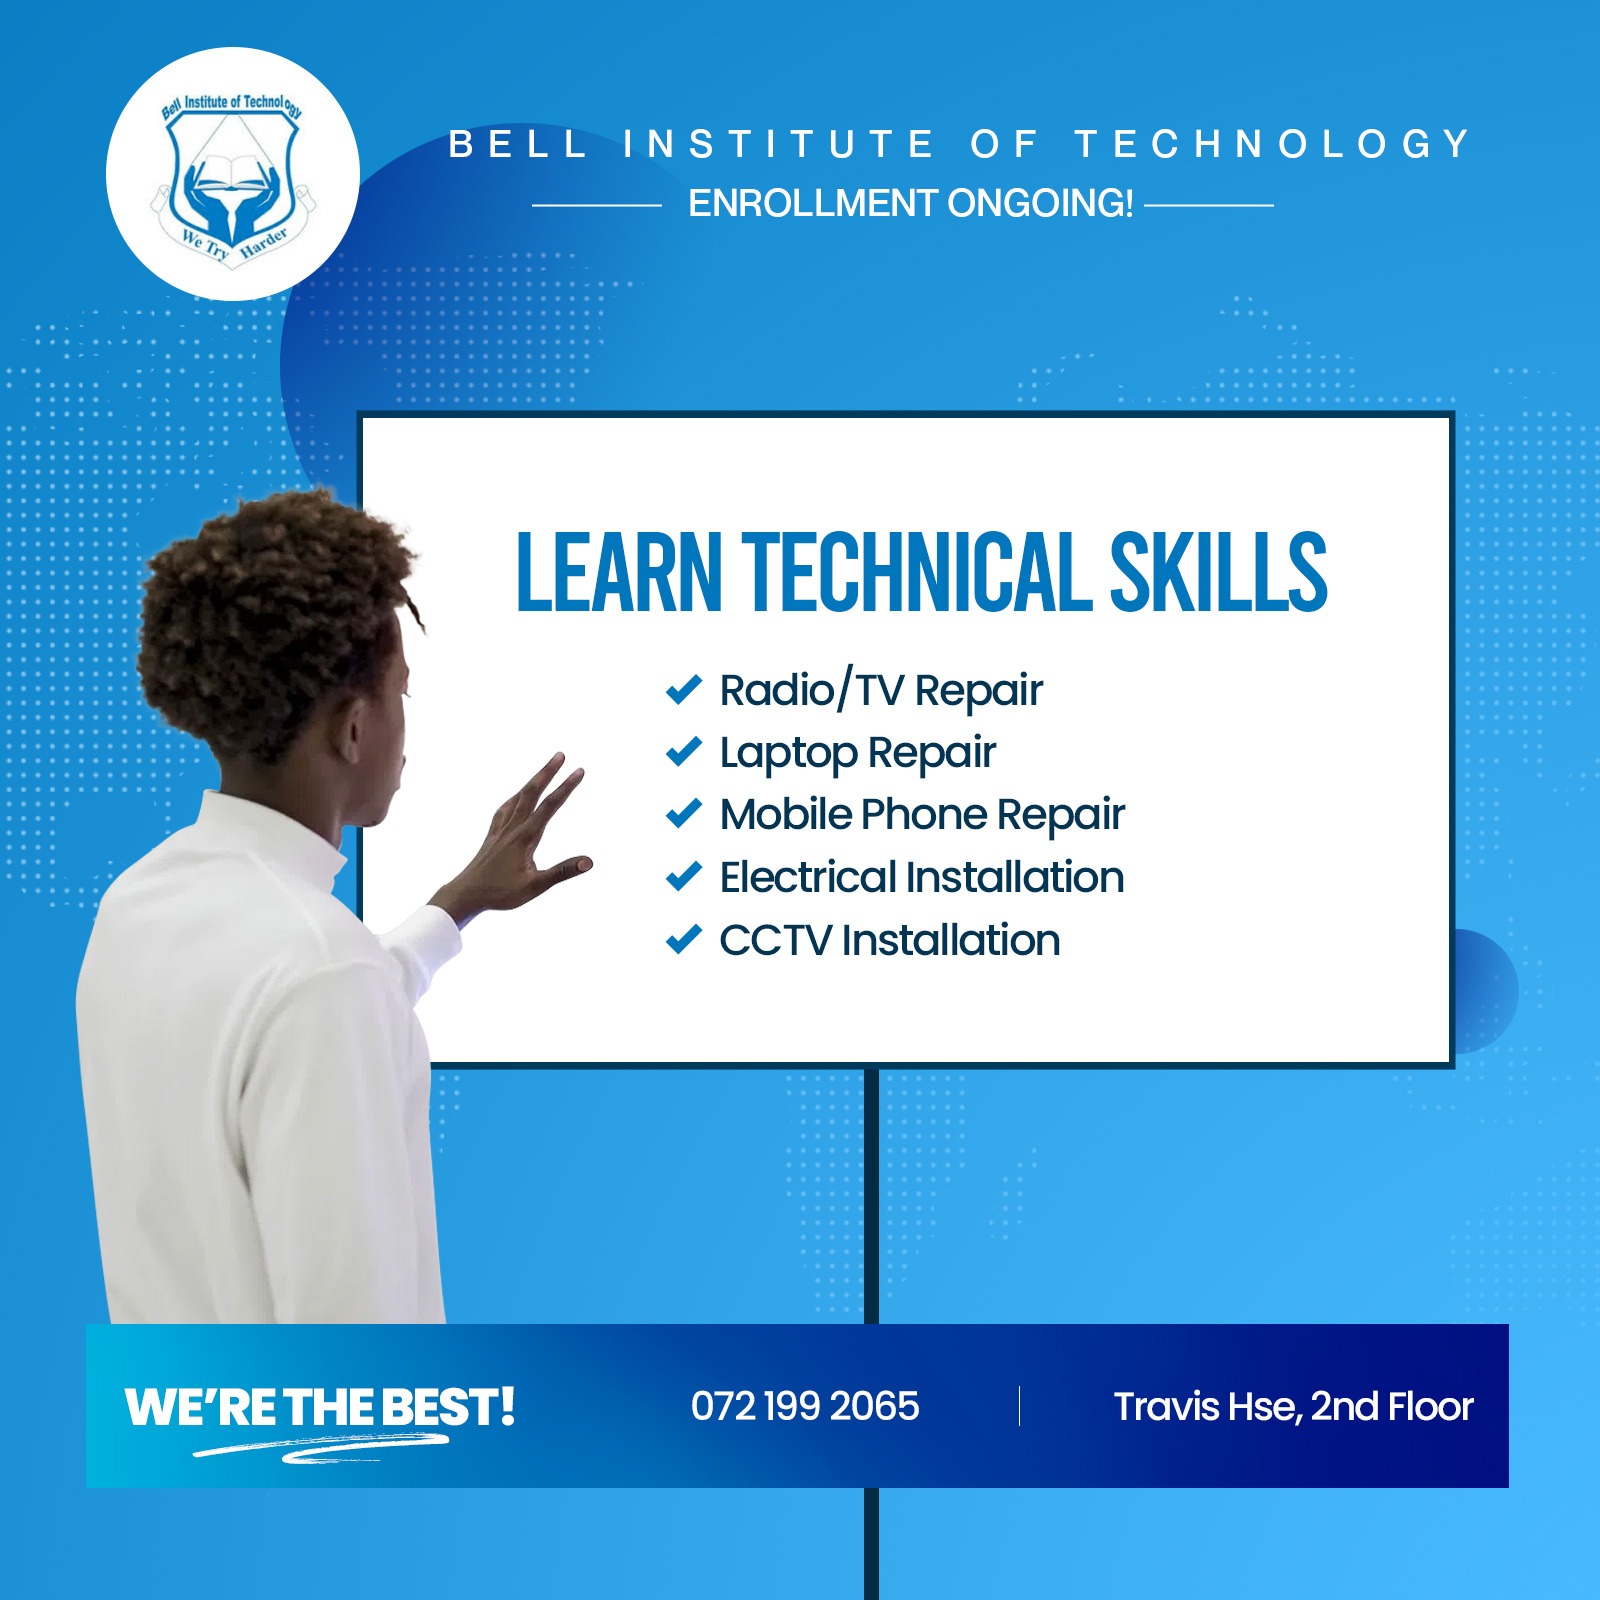 Bell Institute of Technology
We Try Harder
BELL INSTITUTE OF TECHNOLOGY
ENROLLMENT ONGOING!
LEARN TECHNICAL SKILLS
Radio/TV Repair
Laptop Repair
Mobile Phone Repair
Electrical Installation
CCTV Installation
WE'RE THE BEST!
072 199 2065
Travis Hse, 2nd Floor